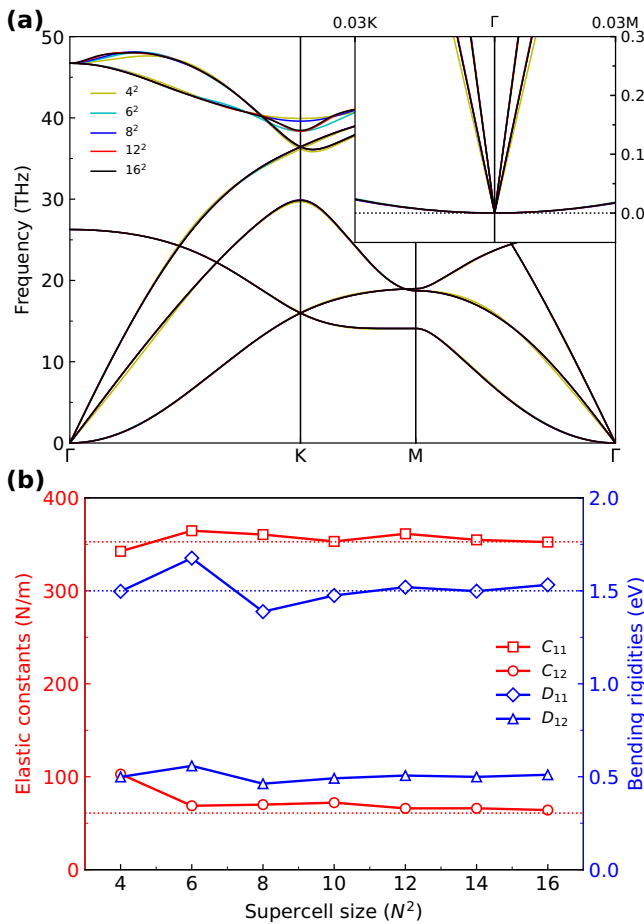 (a)
0.03K Γ 0.03M
50
40
30
20
10
0
Frequency (THz)
4²
6²
8²
12²
16²
0.3
0.2
0.1
0.0
Γ K M Γ
(b)
400
300
200
100
0
Elastic constants (N/m)
2.0
1.5
1.0
0.5
0.0
Bending rigidities (eV)
C₁₁
C₁₂
D₁₁
D₁₂
4 6 8 10 12 14 16
Supercell size (N²)